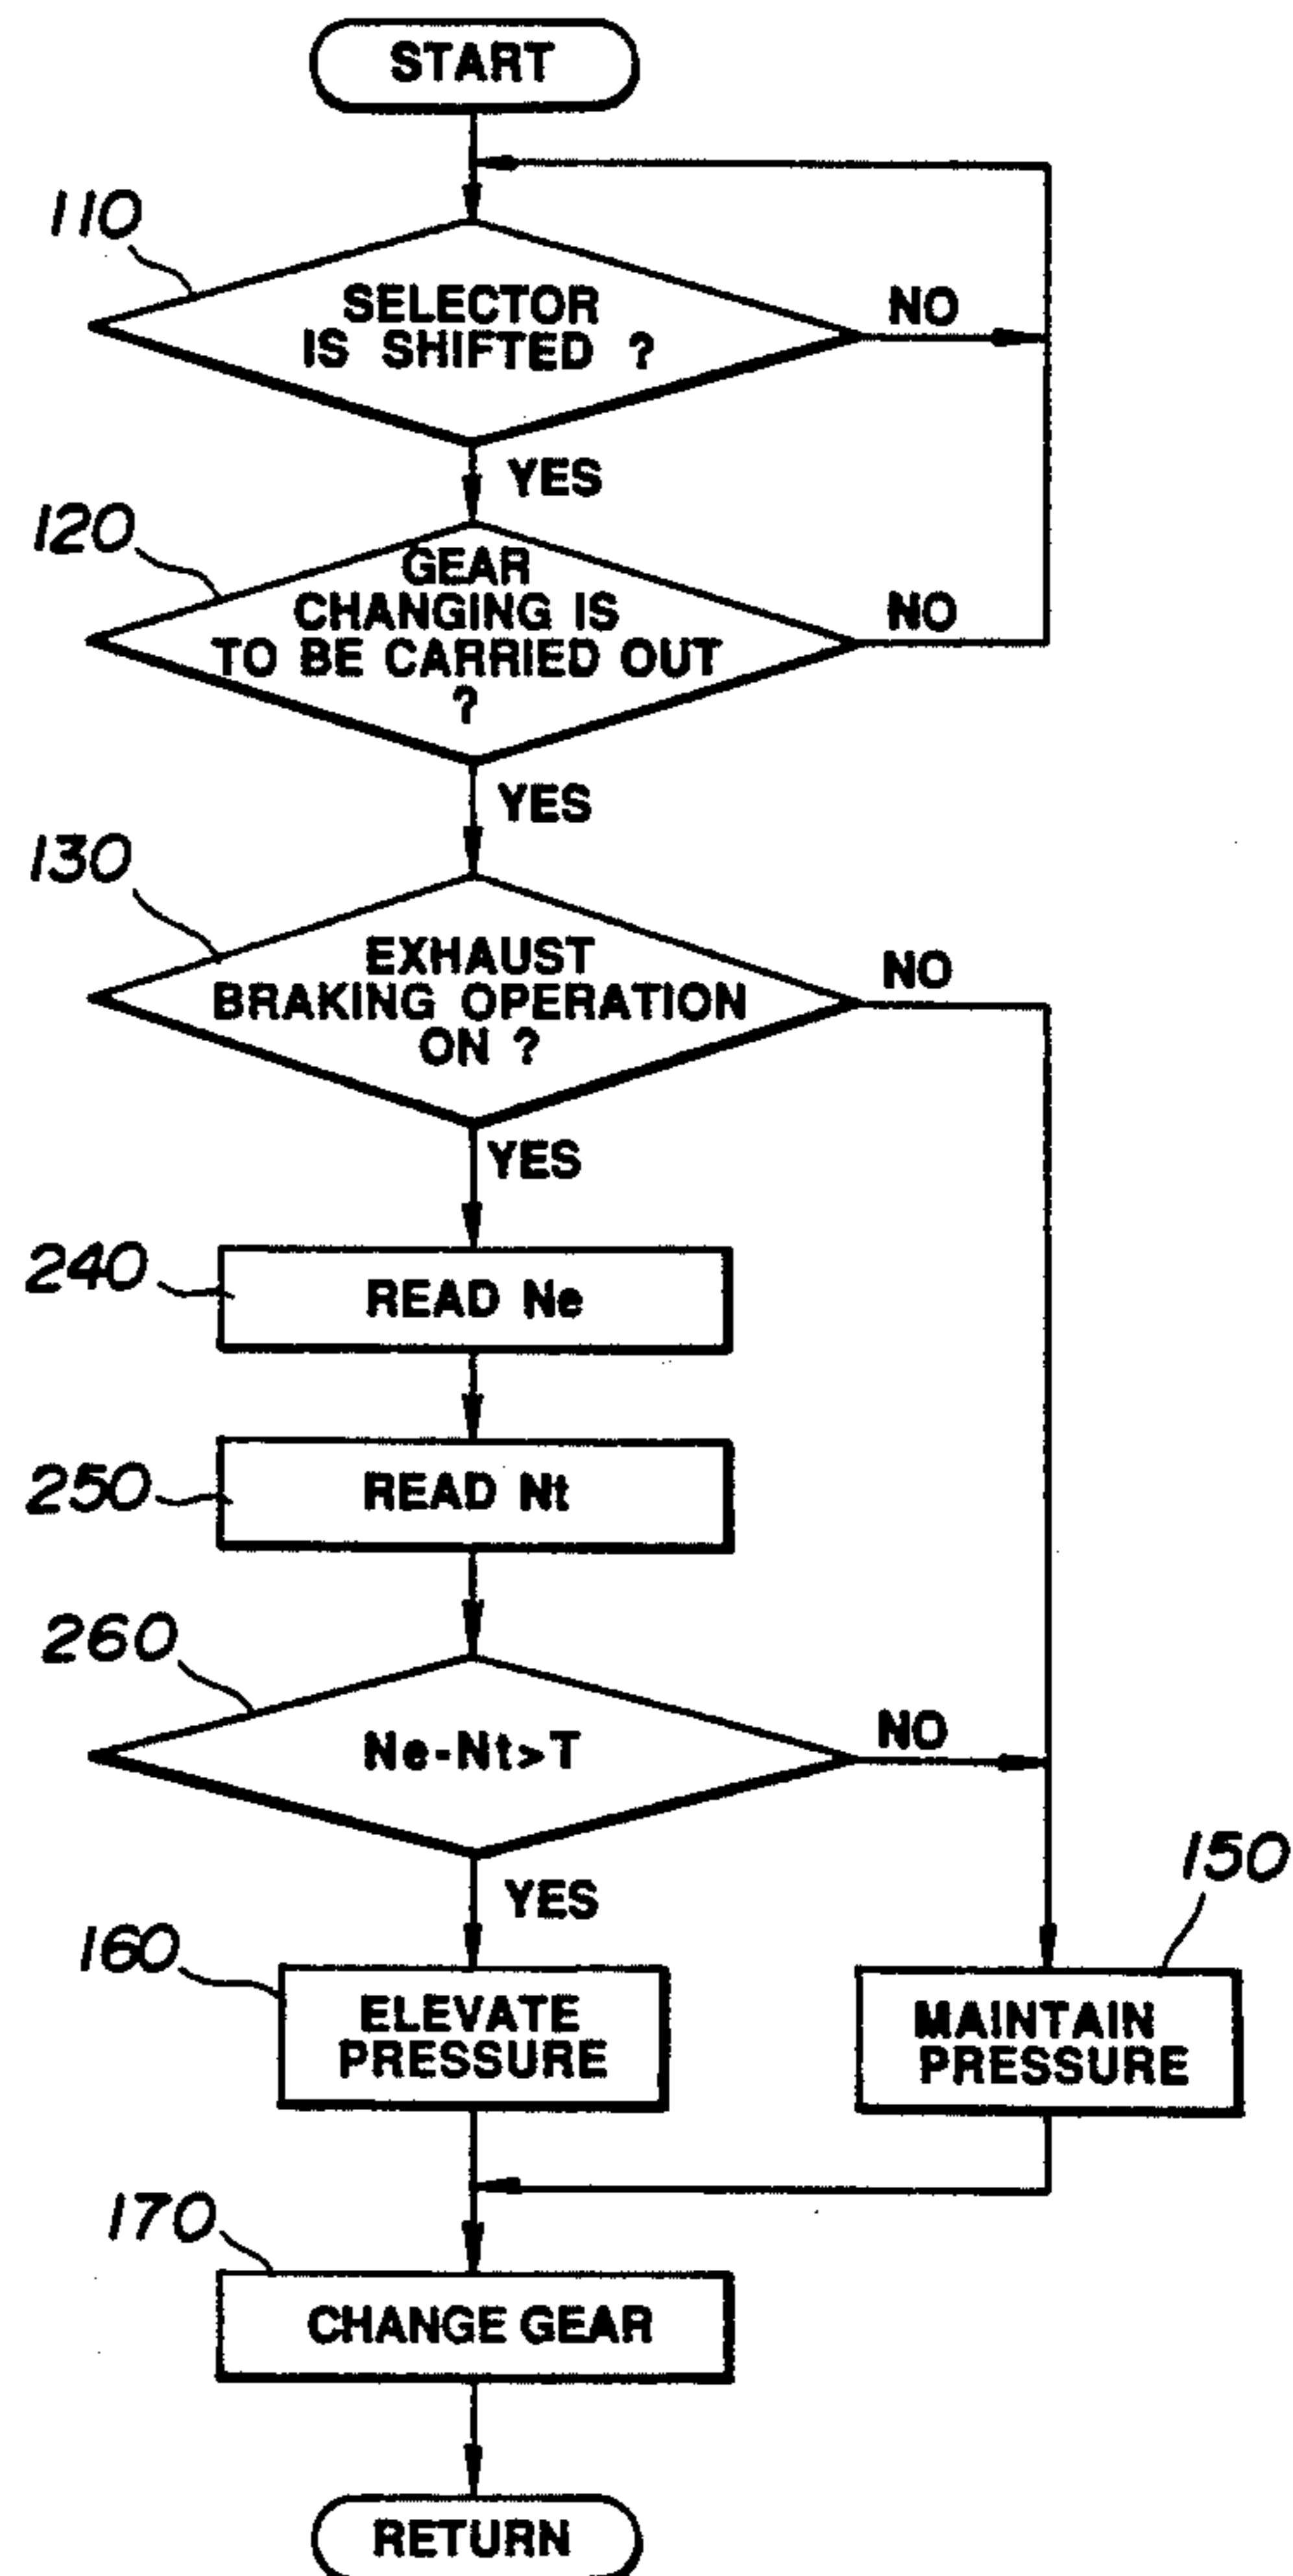 START
110
SELECTOR
IS SHIFTED ?
NO
YES
120
GEAR
CHANGING IS
TO BE CARRIED OUT
?
NO
YES
130
EXHAUST
BRAKING OPERATION
ON ?
NO
YES
240
READ Ne
250
READ Nt
260
Ne-Nt>T
NO
YES
150
160
ELEVATE
PRESSURE
MAINTAIN
PRESSURE
170
CHANGE GEAR
RETURN